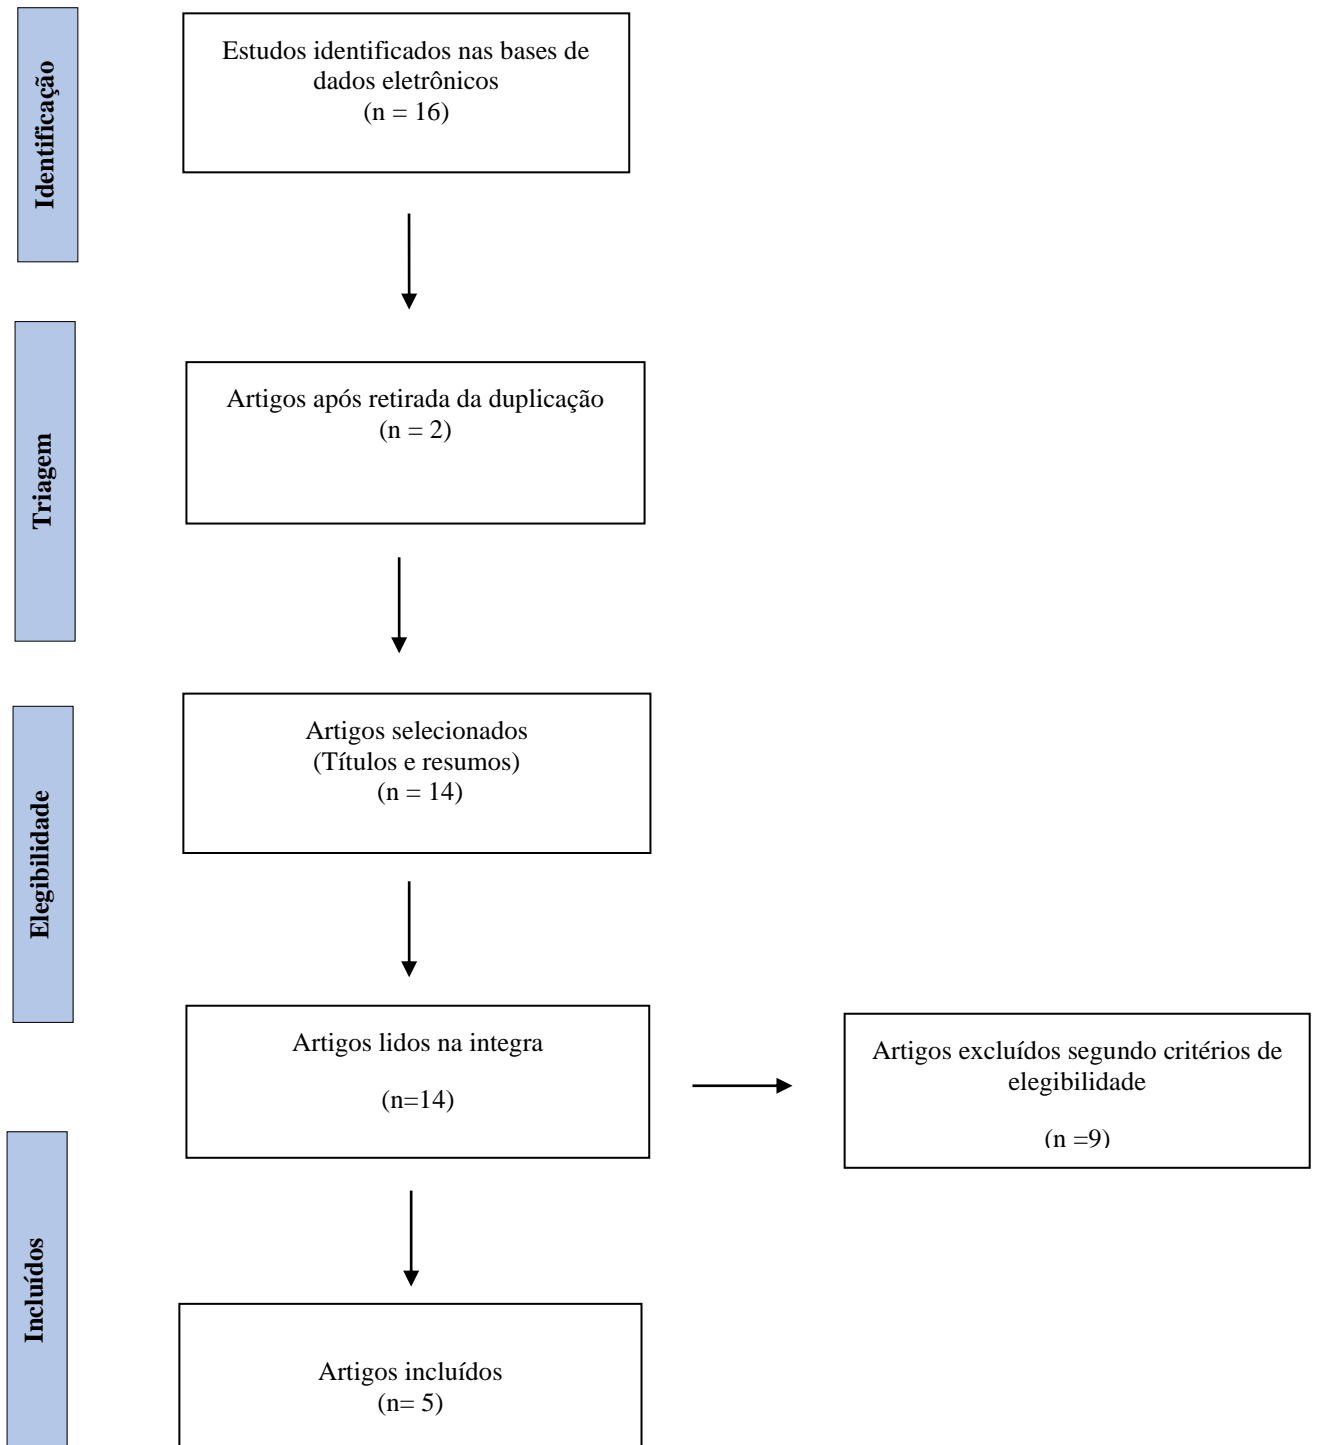 Identificação
Estudos identificados nas bases de
dados eletrônicos
(n = 16)
Triagem
Artigos após retirada da duplicação
(n = 2)
Elegibilidade
Artigos selecionados
(Títulos e resumos)
(n = 14)
Artigos lidos na integra
(n=14)
Artigos excluídos segundo critérios de
elegibilidade
(n =9)
Incluídos
Artigos incluídos
(n= 5)